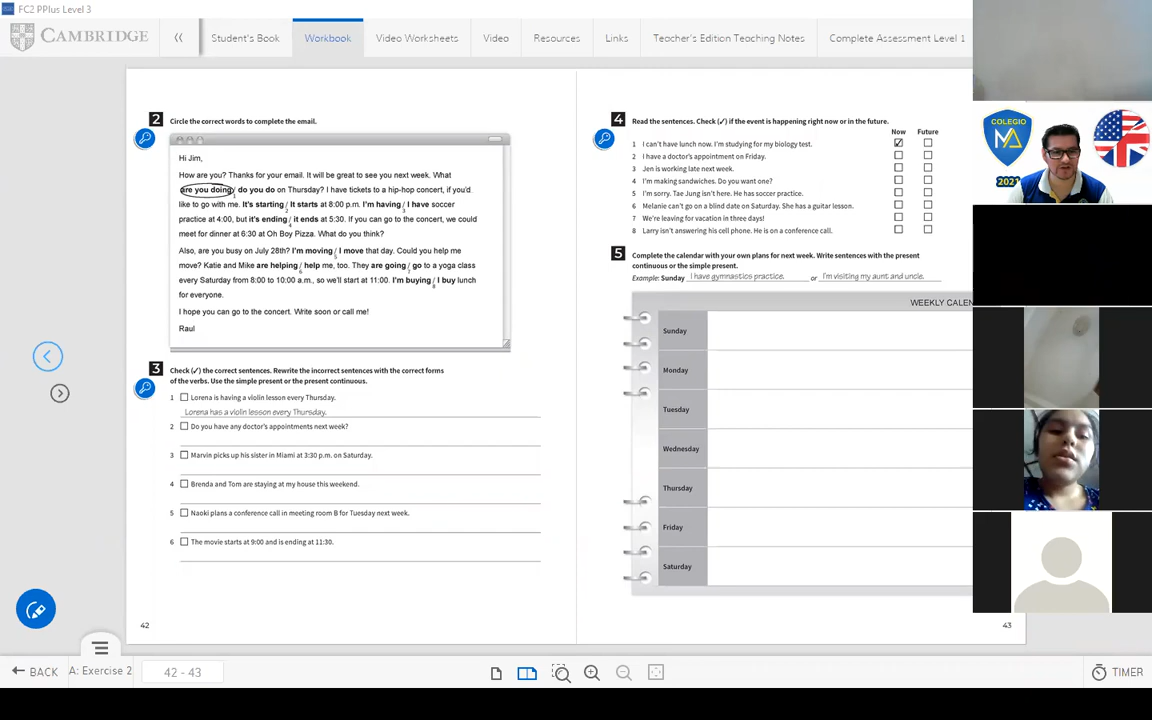 FC2 PPlus Level 3
CAMBRIDGE
Student's Book
Workbook
Video Worksheets
Video
Resources
Links
Teacher's Edition Teaching Notes
Complete Assessment Level 1
2 Circle the correct words to complete the email.
Hi Jim,
How are you? Thanks for your email. It will be great to see you next week. What
are you doing / do you do on Thursday? I have tickets to a hip-hop concert, if you'd
1
like to go with me. It's starting / It starts at 8:00 p.m. I'm having / I have soccer
2 3
practice at 4:00, but it's ending / it ends at 5:30. If you can go to the concert, we could
4
meet for dinner at 6:30 at Oh Boy Pizza. What do you think?
Also, are you busy on July 28th? I'm moving / I move that day. Could you help me
5
move? Katie and Mike are helping / help me, too. They are going / go to a yoga class
6 7
every Saturday from 8:00 to 10:00 a.m., so we'll start at 11:00. I'm buying / I buy lunch
8
for everyone.
I hope you can go to the concert. Write soon or call me!
Raul
3 Check (✓) the correct sentences. Rewrite the incorrect sentences with the correct forms
of the verbs. Use the simple present or the present continuous.
1 Lorena is having a violin lesson every Thursday.
Lorena has a violin lesson every Thursday.
2 Do you have any doctor's appointments next week?
3 Marvin picks up his sister in Miami at 3:30 p.m. on Saturday.
4 Brenda and Tom are staying at my house this weekend.
5 Naoki plans a conference call in meeting room B for Tuesday next week.
6 The movie starts at 9:00 and is ending at 11:30.
42
4 Read the sentences. Check (✓) if the event is happening right now or in the future.
Now Future
1 I can't have lunch now. I'm studying for my biology test. ✓
2 I have a doctor's appointment on Friday.
3 Jen is working late next week.
4 I'm making sandwiches. Do you want one?
5 I'm sorry. Tae Jung isn't here. He has soccer practice.
6 Melanie can't go on a blind date on Saturday. She has a guitar lesson.
7 We're leaving for vacation in three days!
8 Larry isn't answering his cell phone. He is on a conference call.
5 Complete the calendar with your own plans for next week. Write sentences with the present
continuous or the simple present.
Example: Sunday I have gymnastics practice. or I'm visiting my aunt and uncle.
WEEKLY CALEN
Sunday
Monday
Tuesday
Wednesday
Thursday
Friday
Saturday
43
COLEGIO
MA
2021
BACK
A: Exercise 2
42 - 43
TIMER